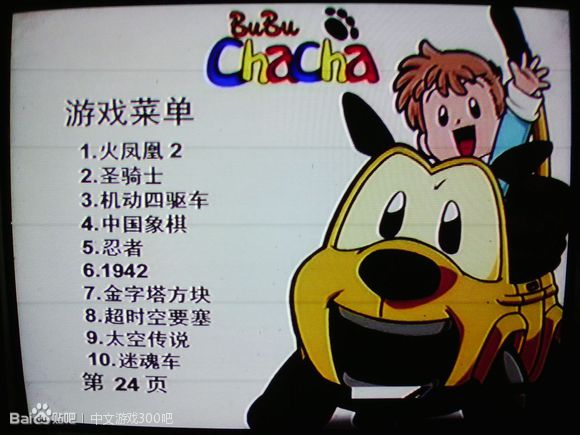 BuBu
Chacha
游戏菜单
1.火凤凰2
2.圣骑士
3.机动四驱车
4.中国象棋
5.忍者
6.1942
7.金字塔方块
8.超时空要塞
9.太空传说
10.迷魂车
第 24 页
Bai 贴吧 | 中文游戏300吧